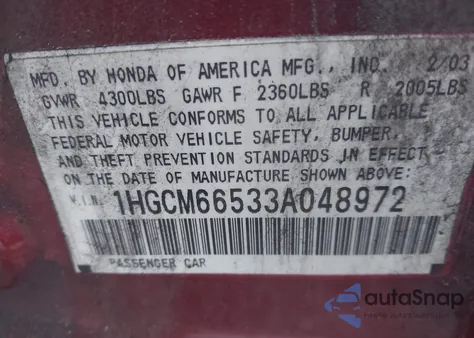 MFD. BY HONDA OF AMERICA MFG., INC. 2/03
GVWR 4300LBS GAWR F 2360LBS R 2005LBS
THIS VEHICLE CONFORMS TO ALL APPLICABLE
FEDERAL MOTOR VEHICLE SAFETY, BUMPER,
AND THEFT PREVENTION STANDARDS IN EFFECT
ON THE DATE OF MANUFACTURE SHOWN ABOVE:
V.I.N. 1HGCM66533A048972
PASSENGER CAR
autoSnap